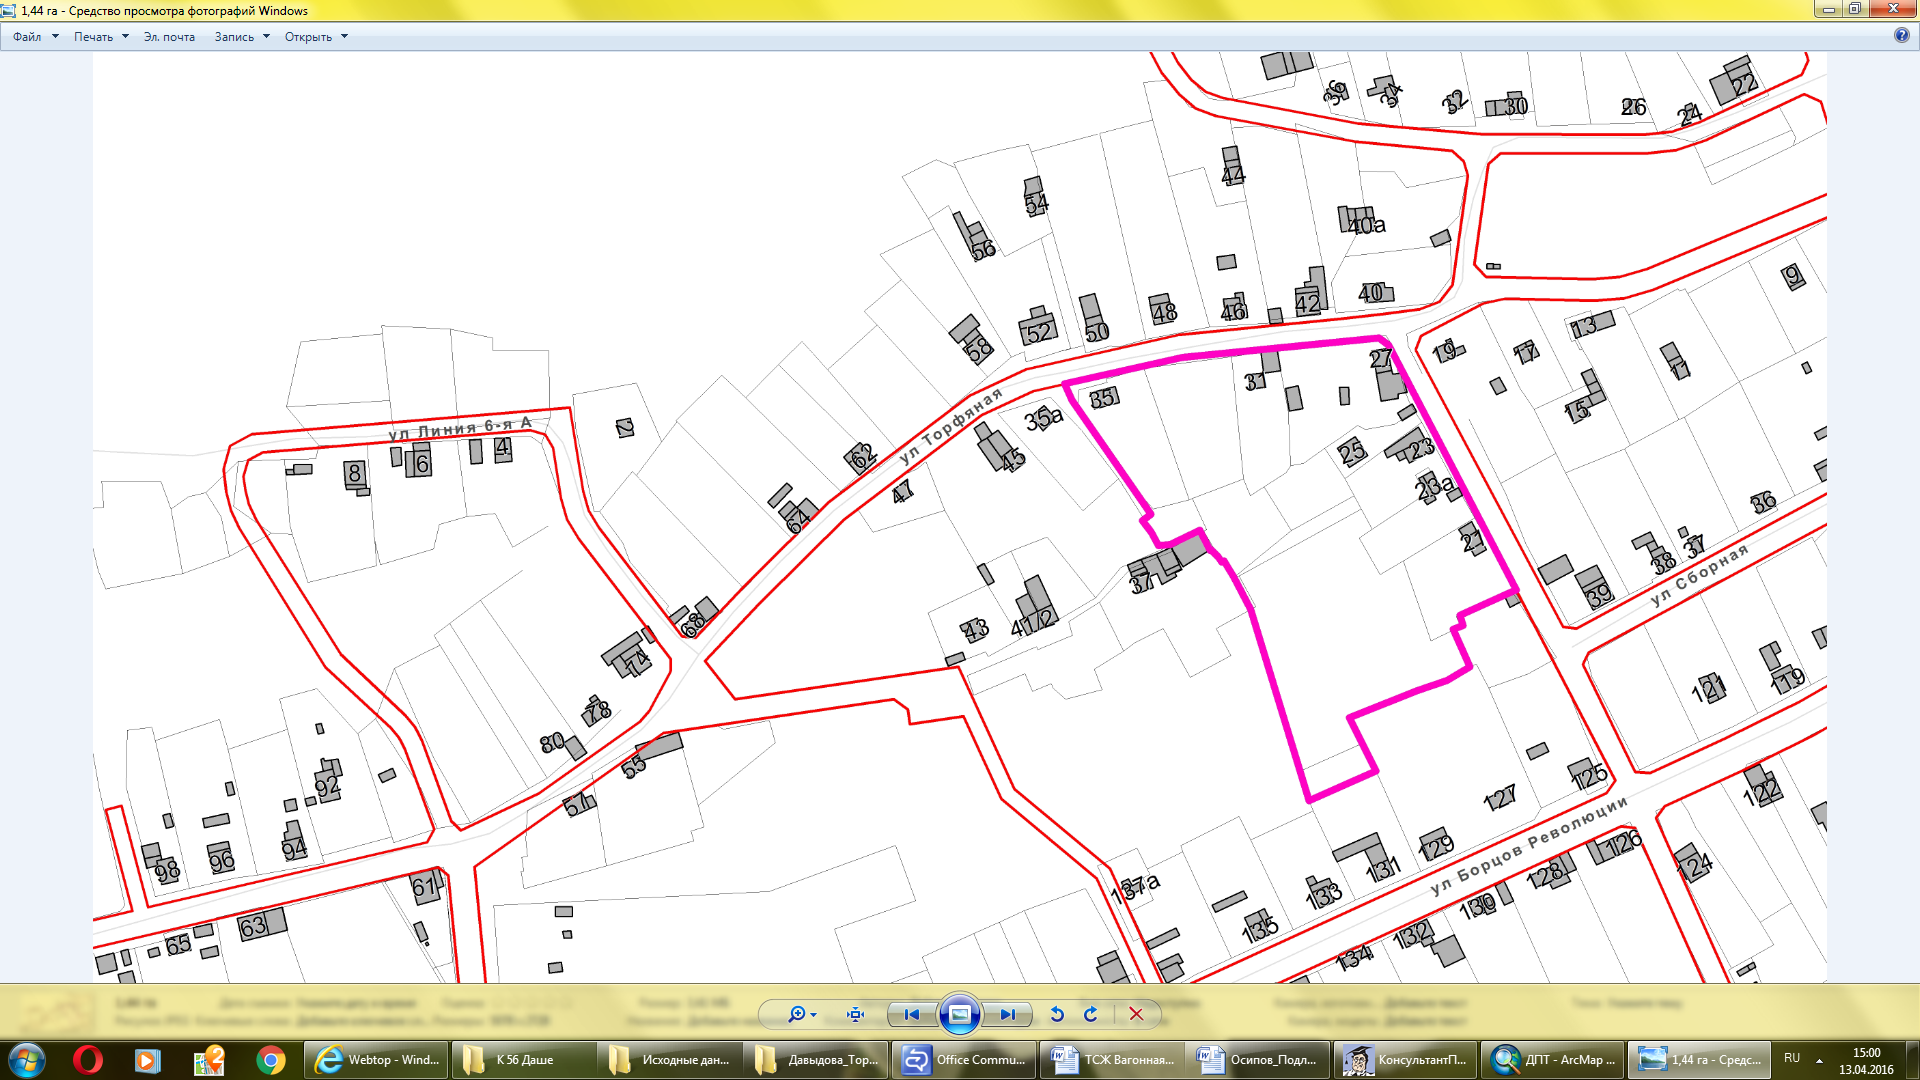 1,44 га - Средство просмотра фотографий Windows
Файл Печать Эл. почта Запись Открыть
36 34 32 30 26 24 22
44
54
40а
56
9
40
42
46
48
50
52
58
13
19 17 11
27
31
35
35а
15
ул Торфяная
2
ул Линия 6-я А
4
6
8
62
45
25 23
23а
47
64
36
21
37
38
ул Сборная
39
37
41/2
43
68
74
121 119
78
80
55
57
92
94
96
98
127 125
122
ул Борцов Революции
129
131
126
124
128
130
61
137а
133
135
132
134
63
65
Webtop - Wind...
К 56 Даше
Исходные дан...
Давыдова_Тор...
Office Commu...
ТСЖ Вагонная...
Осипов_Подл...
КонсультантП...
ДПТ - ArcMap ...
1,44 га - Средс...
RU
15:00
13.04.2016